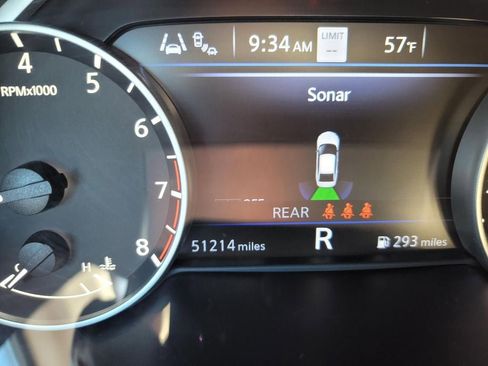 9:34 AM LIMIT 57°F
--
4
5
RPMx1000
Sonar
6
7
8
REAR
51214 miles R 293 miles
C H